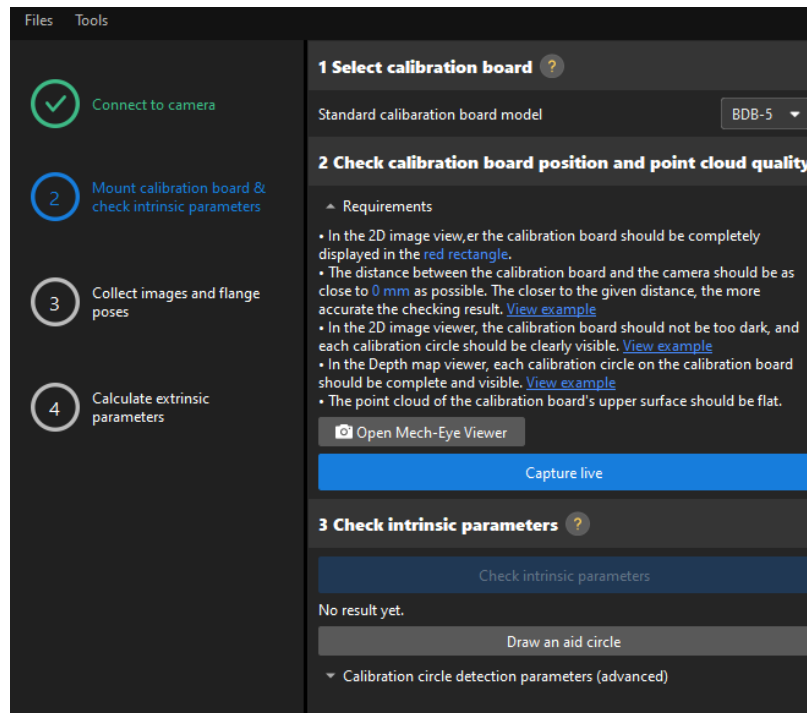 Files Tools
Connect to camera
2
Mount calibration board &
check intrinsic parameters
3
Collect images and flange
poses
4
Calculate extrinsic
parameters
1 Select calibration board ?
Standard calibaration board model BDB-5
2 Check calibration board position and point cloud quality
Requirements
• In the 2D image view,er the calibration board should be completely
displayed in the red rectangle.
• The distance between the calibration board and the camera should be as
close to 0 mm as possible. The closer to the given distance, the more
accurate the checking result. View example
• In the 2D image viewer, the calibration board should not be too dark, and
each calibration circle should be clearly visible. View example
• In the Depth map viewer, each calibration circle on the calibration board
should be complete and visible. View example
• The point cloud of the calibration board's upper surface should be flat.
Open Mech-Eye Viewer
Capture live
3 Check intrinsic parameters ?
Check intrinsic parameters
No result yet.
Draw an aid circle
Calibration circle detection parameters (advanced)